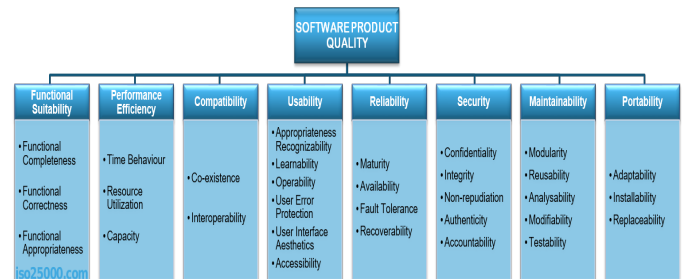 SOFTWARE PRODUCT
QUALITY
Functional
Suitability
• Functional
Completeness
• Functional
Correctness
• Functional
Appropriateness
Performance
Efficiency
• Time Behaviour
• Resource
Utilization
• Capacity
Compatibility
• Co-existence
• Interoperability
Usability
• Appropriateness
Recognizability
• Learnability
• Operability
• User Error
Protection
• User Interface
Aesthetics
• Accessibility
Reliability
• Maturity
• Availability
• Fault Tolerance
• Recoverability
Security
• Confidentiality
• Integrity
• Non-repudiation
• Authenticity
• Accountability
Maintainability
• Modularity
• Reusability
• Analysability
• Modifiability
• Testability
Portability
• Adaptability
• Installability
• Replaceability
iso25000.com